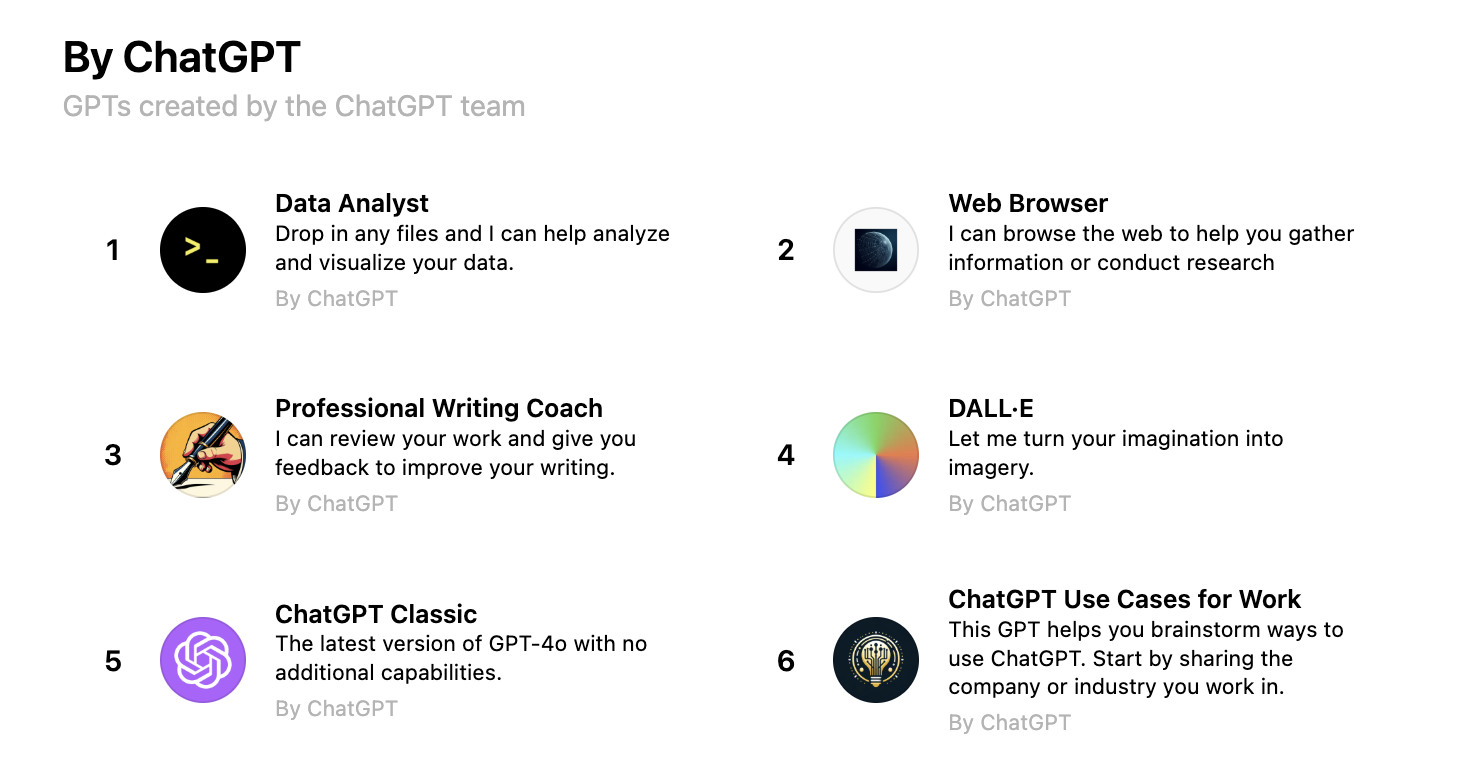 By ChatGPT
GPTs created by the ChatGPT team
1
Data Analyst
Drop in any files and I can help analyze
and visualize your data.
By ChatGPT
2
Web Browser
I can browse the web to help you gather
information or conduct research
By ChatGPT
3
Professional Writing Coach
I can review your work and give you
feedback to improve your writing.
By ChatGPT
4
DALL·E
Let me turn your imagination into
imagery.
By ChatGPT
5
ChatGPT Classic
The latest version of GPT-4o with no
additional capabilities.
By ChatGPT
6
ChatGPT Use Cases for Work
This GPT helps you brainstorm ways to
use ChatGPT. Start by sharing the
company or industry you work in.
By ChatGPT